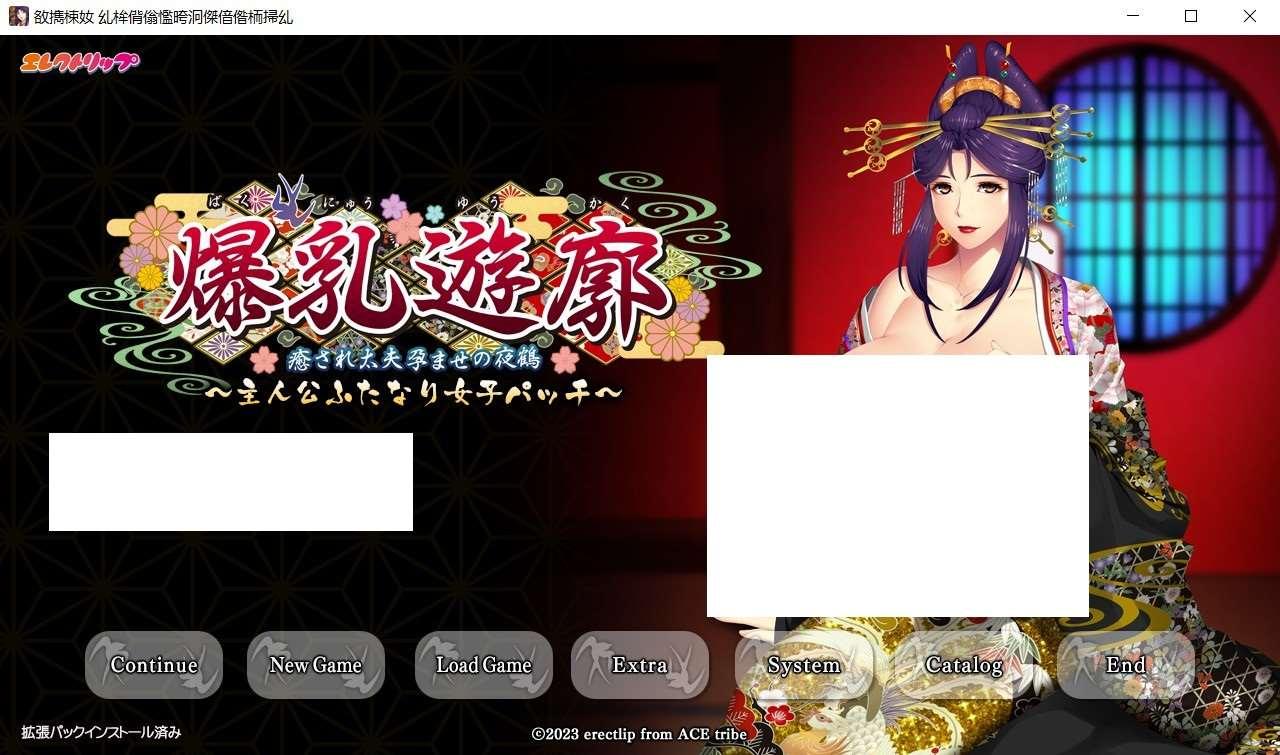 エレクトリップ
ばくにゅうゆうかく
爆乳遊廓
癒され太夫孕ませの夜鶴
～主人公ふたなり女子パッチ～
Continue New Game Load Game Extra System Catalog End
拡張パックインストール済み ©2023 erectlip from ACE tribe